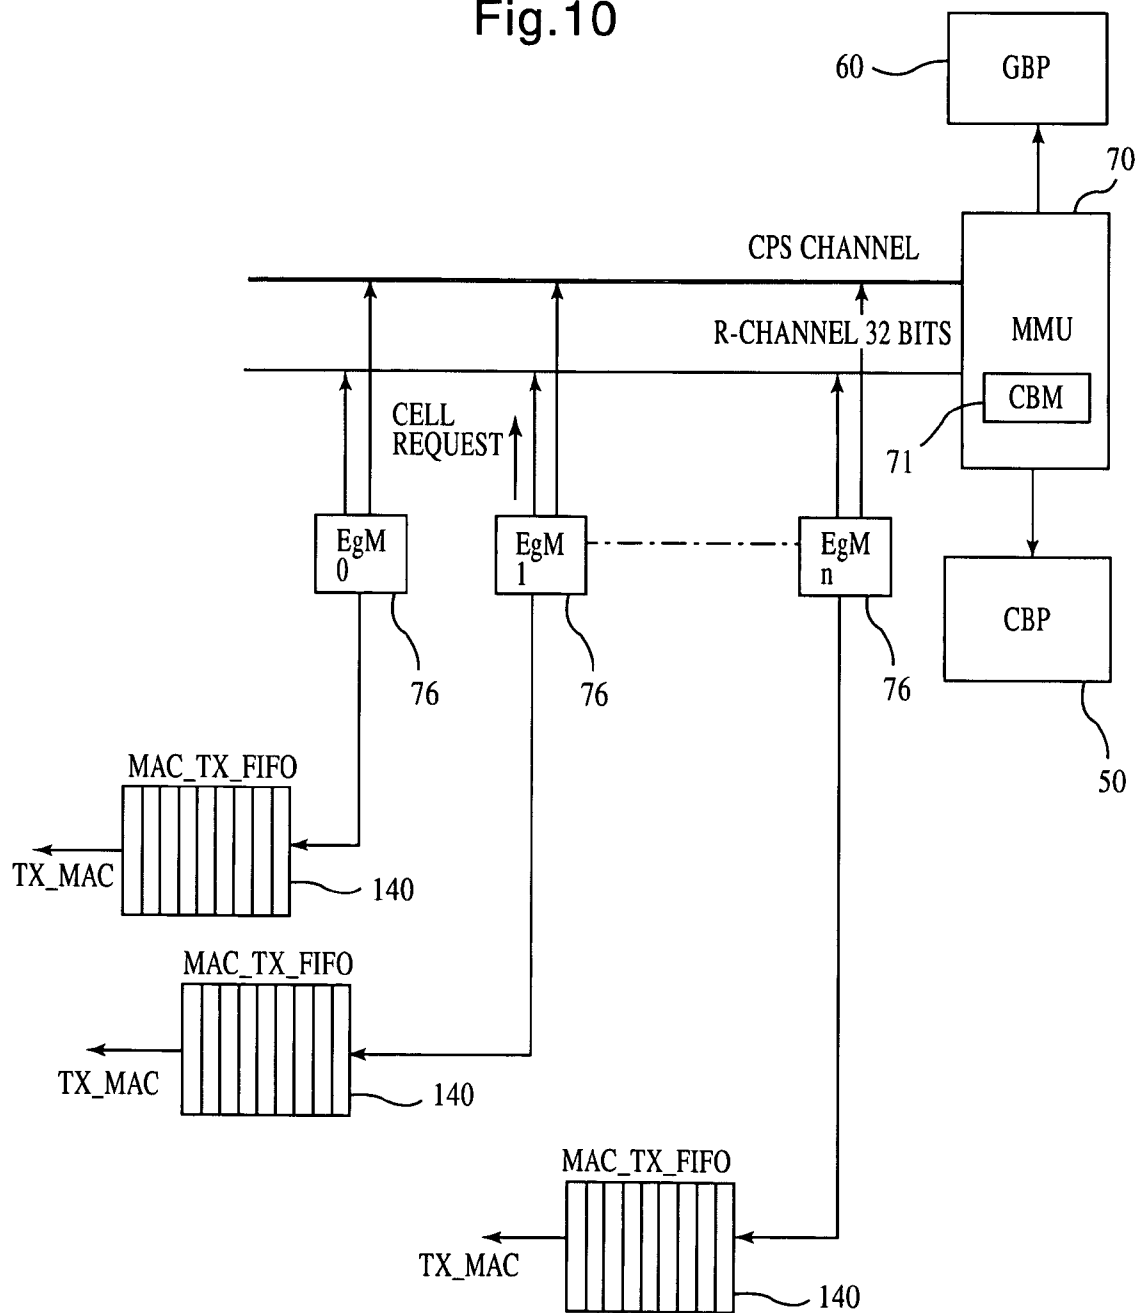 Fig.10
60
GBP
70
CPS CHANNEL
R-CHANNEL 32 BITS
MMU
CBM
71
CELL
REQUEST
EgM
0
EgM
1
EgM
n
76
76
76
CBP
50
MAC_TX_FIFO
TX_MAC
140
MAC_TX_FIFO
TX_MAC
140
MAC_TX_FIFO
TX_MAC
140